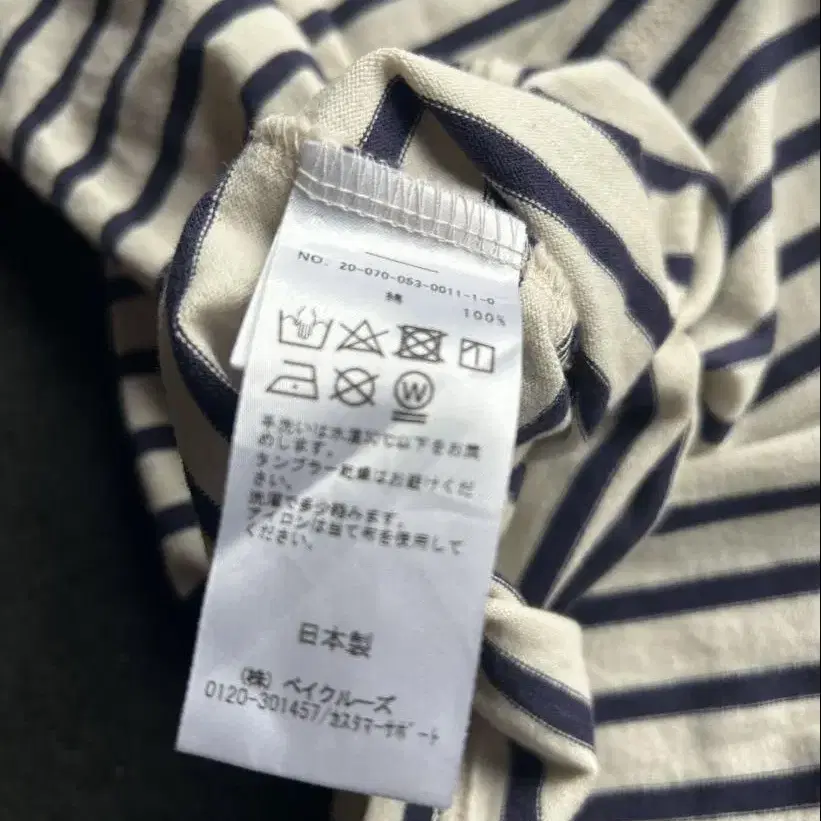 NO. 20-070-053-0011-1-0
綿
100%
W
手洗いは水温30℃以下をお薦
めします。
タンブラー乾燥はお避けくだ
さい。
洗濯で多少縮みます。
アイロンは当て布を使用して
ください。
日本製
(株) ベイクルーズ
0120-301457/カスタマーサポート